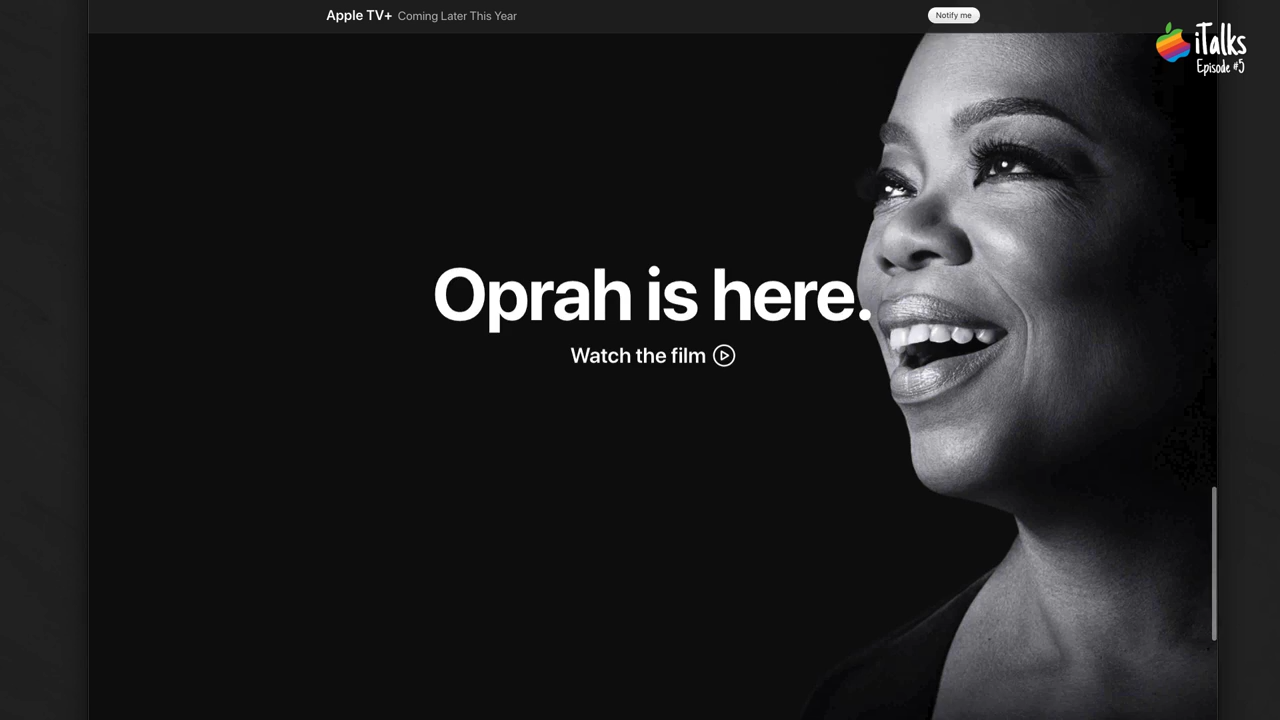 Apple TV+ Coming Later This Year
Notify me
iTalks
Episode #5
Oprah is here.
Watch the film